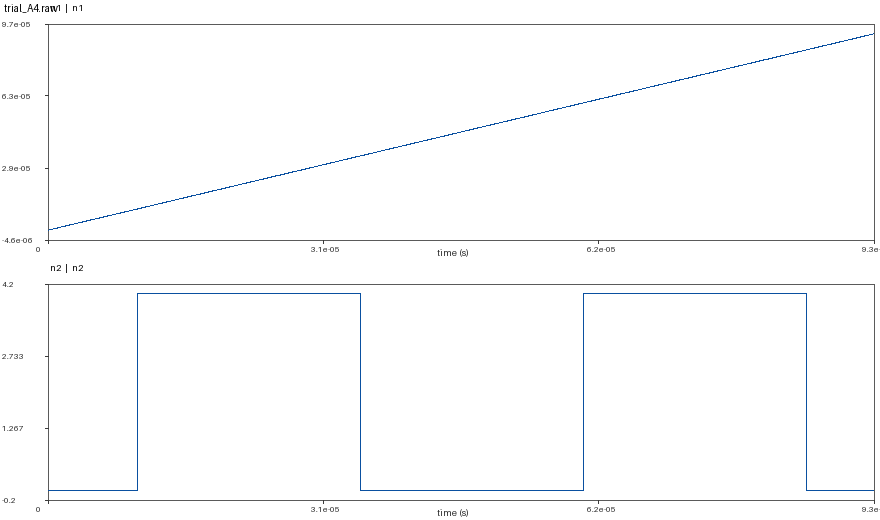 trial_A4.raw1 | n1
9.7e-05
6.3e-05
2.9e-05
-4.6e-06
0 3.1e-05 6.2e-05 9.3e-
time (s)
n2 | n2
4.2
2.733
1.267
-0.2
0 3.1e-05 6.2e-05 9.3e-
time (s)